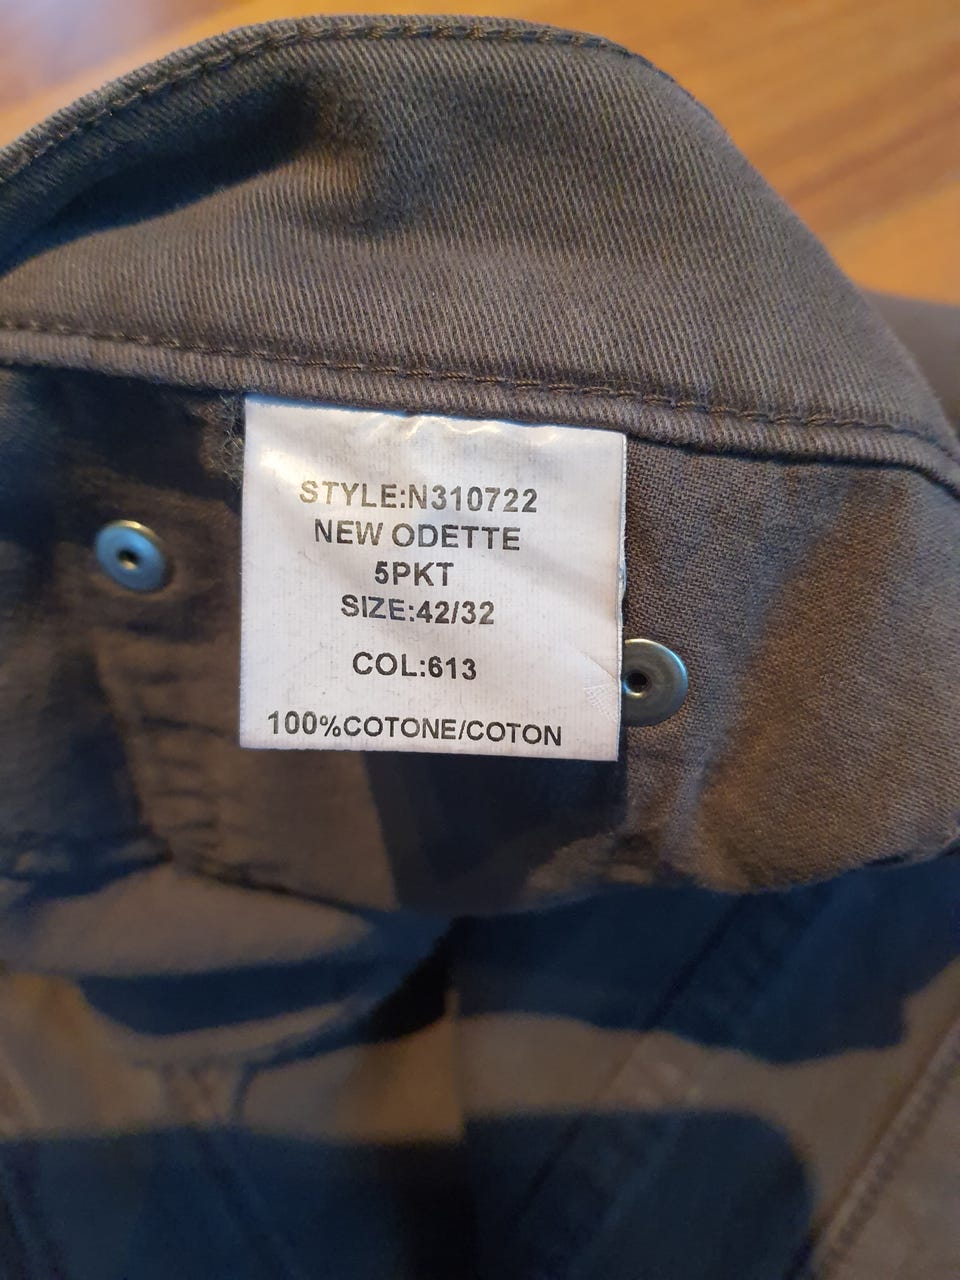 STYLE:N310722
NEW ODETTE
5PKT
SIZE:42/32
COL:613
100%COTONE/COTON